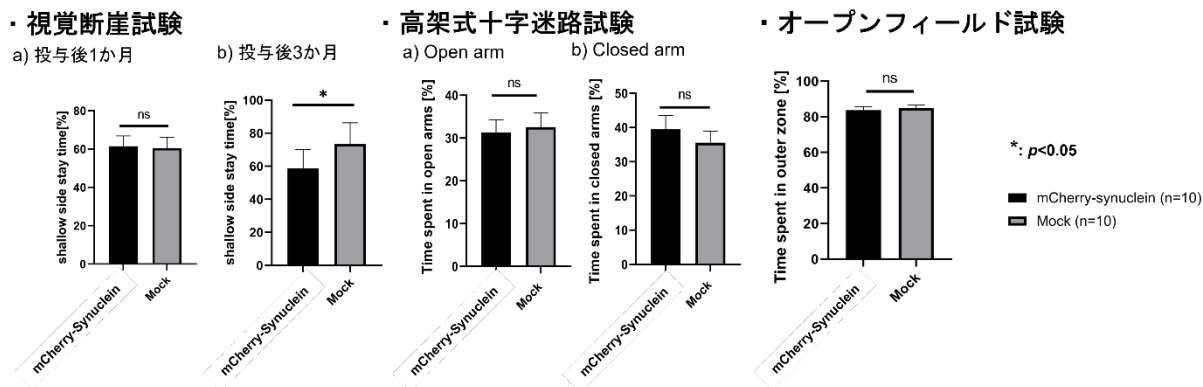 ・視覚断崖試験
a) 投与後1か月
shallow side stay time[%]
80
60
40
20
0
ns
mCherry-Synuclein
Mock
b) 投与後3か月
shallow side stay time[%]
100
80
60
40
20
0
*
mCherry-Synuclein
Mock
・高架式十字迷路試験
a) Open arm
Time spent in open arms [%]
40
30
20
10
0
ns
mCherry-Synuclein
Mock
b) Closed arm
Time spent in closed arms [%]
50
40
30
20
10
0
ns
mCherry-Synuclein
Mock
・オープンフィールド試験
Time spent in outer zone [%]
100
80
60
40
20
0
ns
mCherry-Synuclein
Mock
*: p<0.05
mCherry-synuclein (n=10)
Mock (n=10)